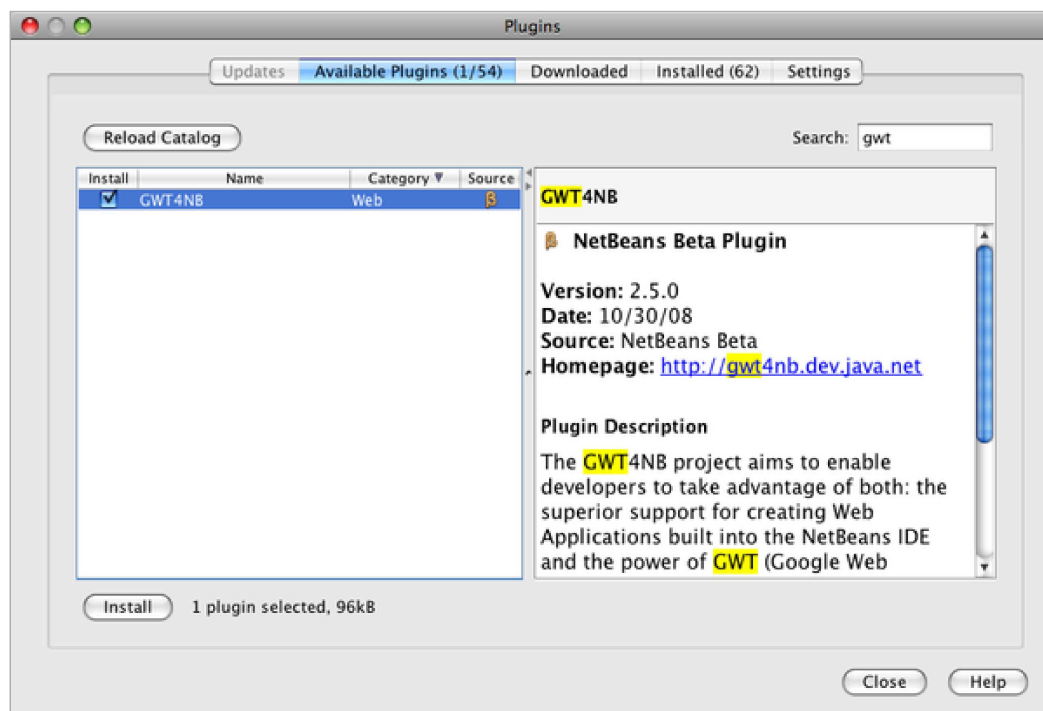 Plugins
Updates Available Plugins (1/54) Downloaded Installed (62) Settings
Reload Catalog
Search: gwt
Install Name Category Source
GWT4NB Web β
GWT4NB
β NetBeans Beta Plugin
Version: 2.5.0
Date: 10/30/08
Source: NetBeans Beta
Homepage: http://gwt4nb.dev.java.net
Plugin Description
The GWT4NB project aims to enable
developers to take advantage of both: the
superior support for creating Web
Applications built into the NetBeans IDE
and the power of GWT (Google Web
Install 1 plugin selected, 96kB
Close Help